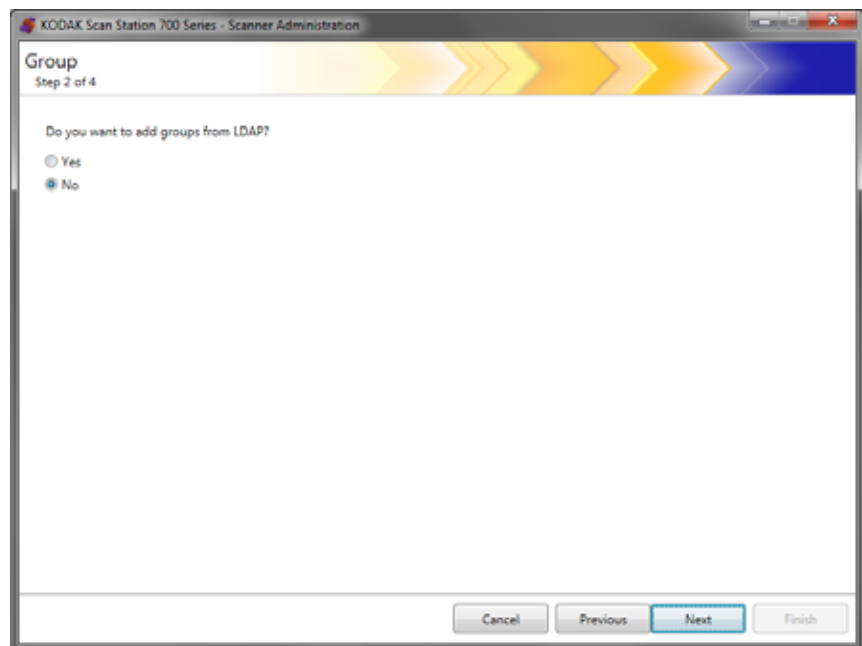 KODAK Scan Station 700 Series - Scanner Administration
Group
Step 2 of 4
Do you want to add groups from LDAP?
Yes
No
Cancel Previous Next Finish